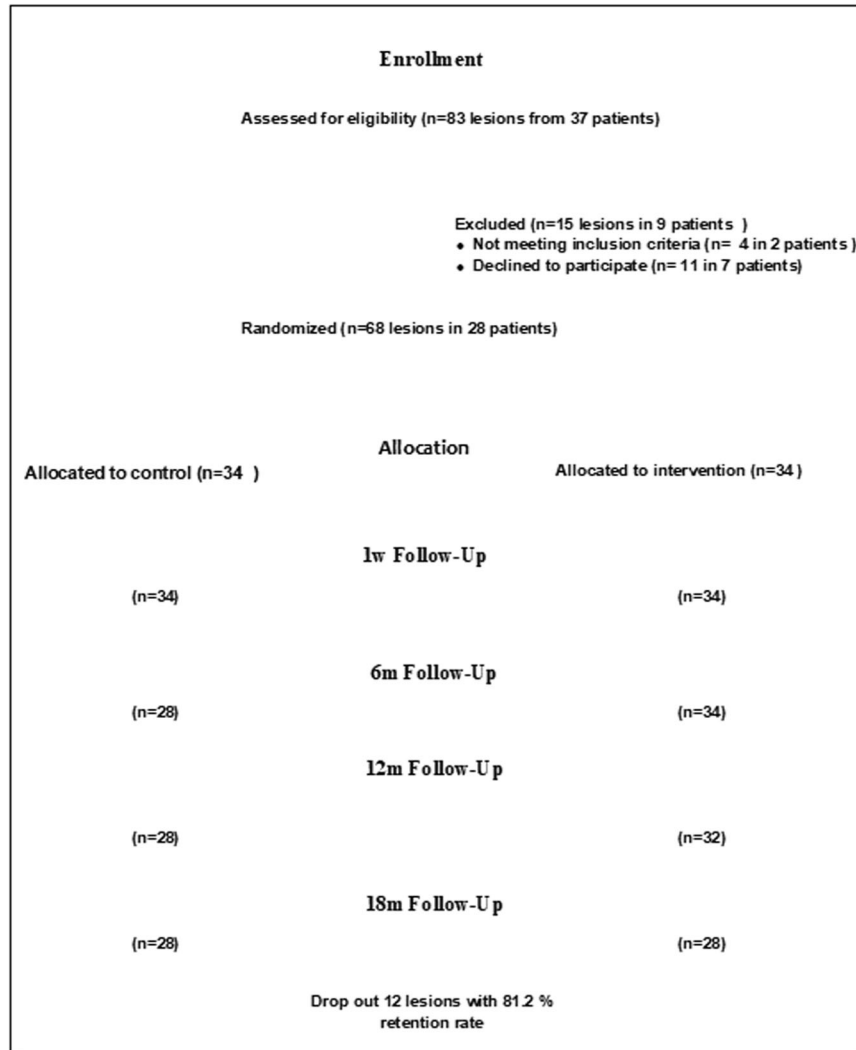 Enrollment
Assessed for eligibility (n=83 lesions from 37 patients)
Excluded (n=15 lesions in 9 patients )
• Not meeting inclusion criteria (n= 4 in 2 patients )
• Declined to participate (n= 11 in 7 patients)
Randomized (n=68 lesions in 28 patients)
Allocation
Allocated to control (n=34 )
Allocated to intervention (n=34 )
1w Follow-Up
(n=34)
(n=34)
6m Follow-Up
(n=28)
(n=34)
12m Follow-Up
(n=28)
(n=32)
18m Follow-Up
(n=28)
(n=28)
Drop out 12 lesions with 81.2 %
retention rate